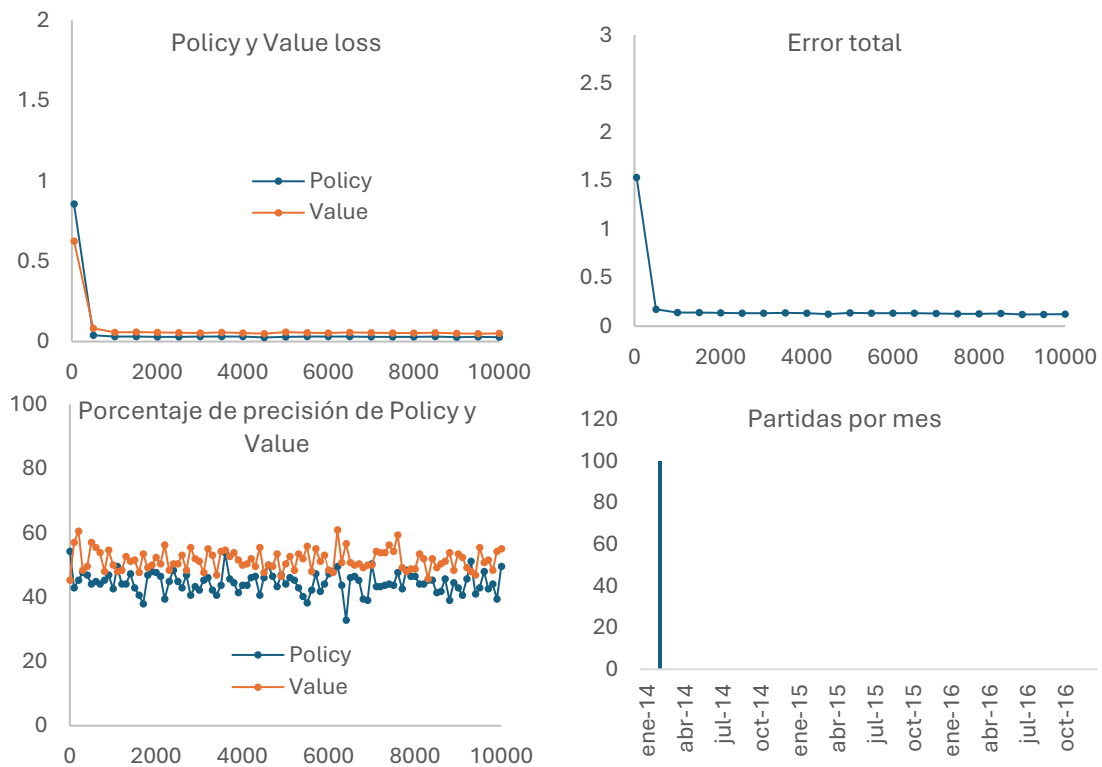 Policy y Value loss
2
1.5
1
0.5
0
Policy
Value
0 2000 4000 6000 8000 10000
Error total
3
2.5
2
1.5
1
0.5
0
0 2000 4000 6000 8000 10000
Porcentaje de precisión de Policy y
Value
100
80
60
40
20
0
Policy
Value
0 2000 4000 6000 8000 10000
Partidas por mes
120
100
80
60
40
20
0
ene-14
abr-14
jul-14
oct-14
ene-15
abr-15
jul-15
oct-15
ene-16
abr-16
jul-16
oct-16